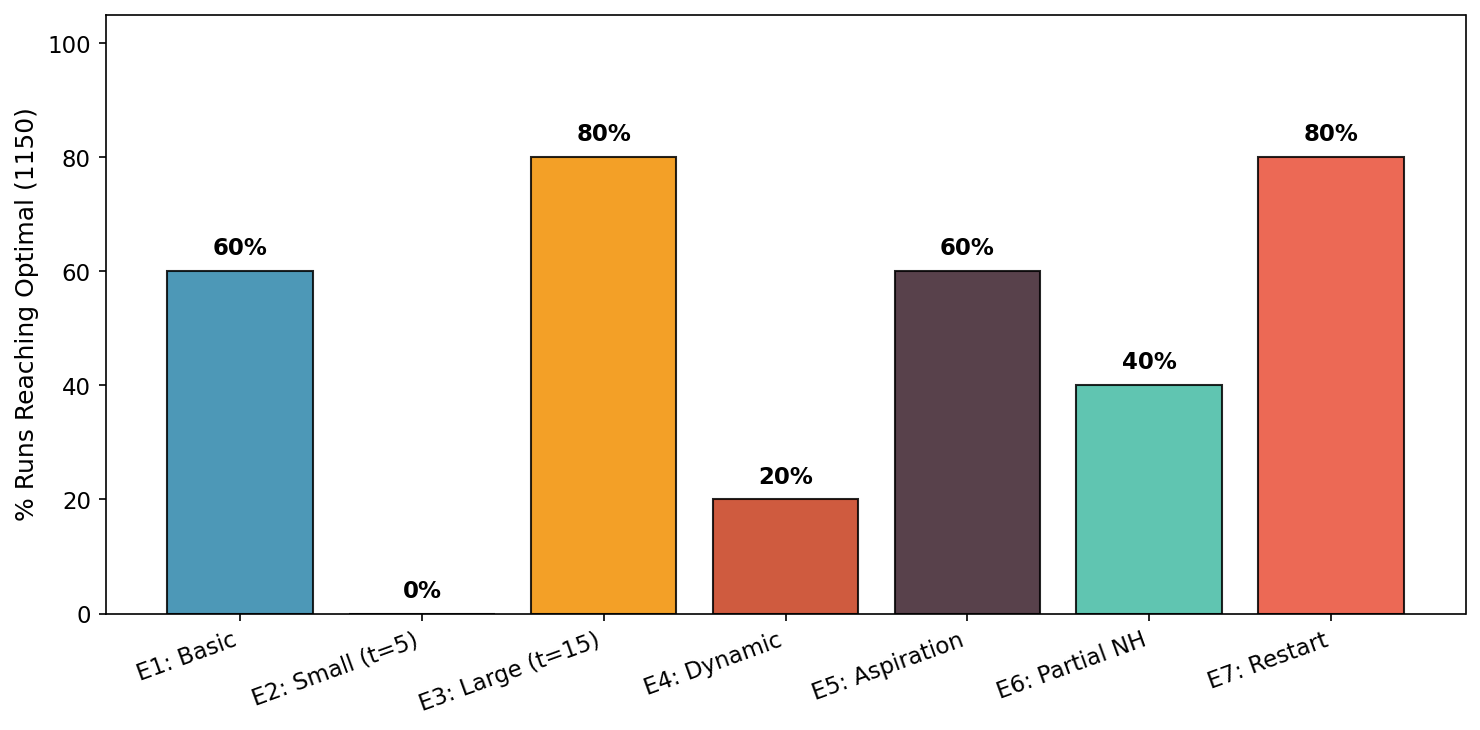 % Runs Reaching Optimal (1150)
100
80
60
40
20
0
60%
0%
80%
20%
60%
40%
80%
E1: Basic
E2: Small (t=5)
E3: Large (t=15)
E4: Dynamic
E5: Aspiration
E6: Partial NH
E7: Restart